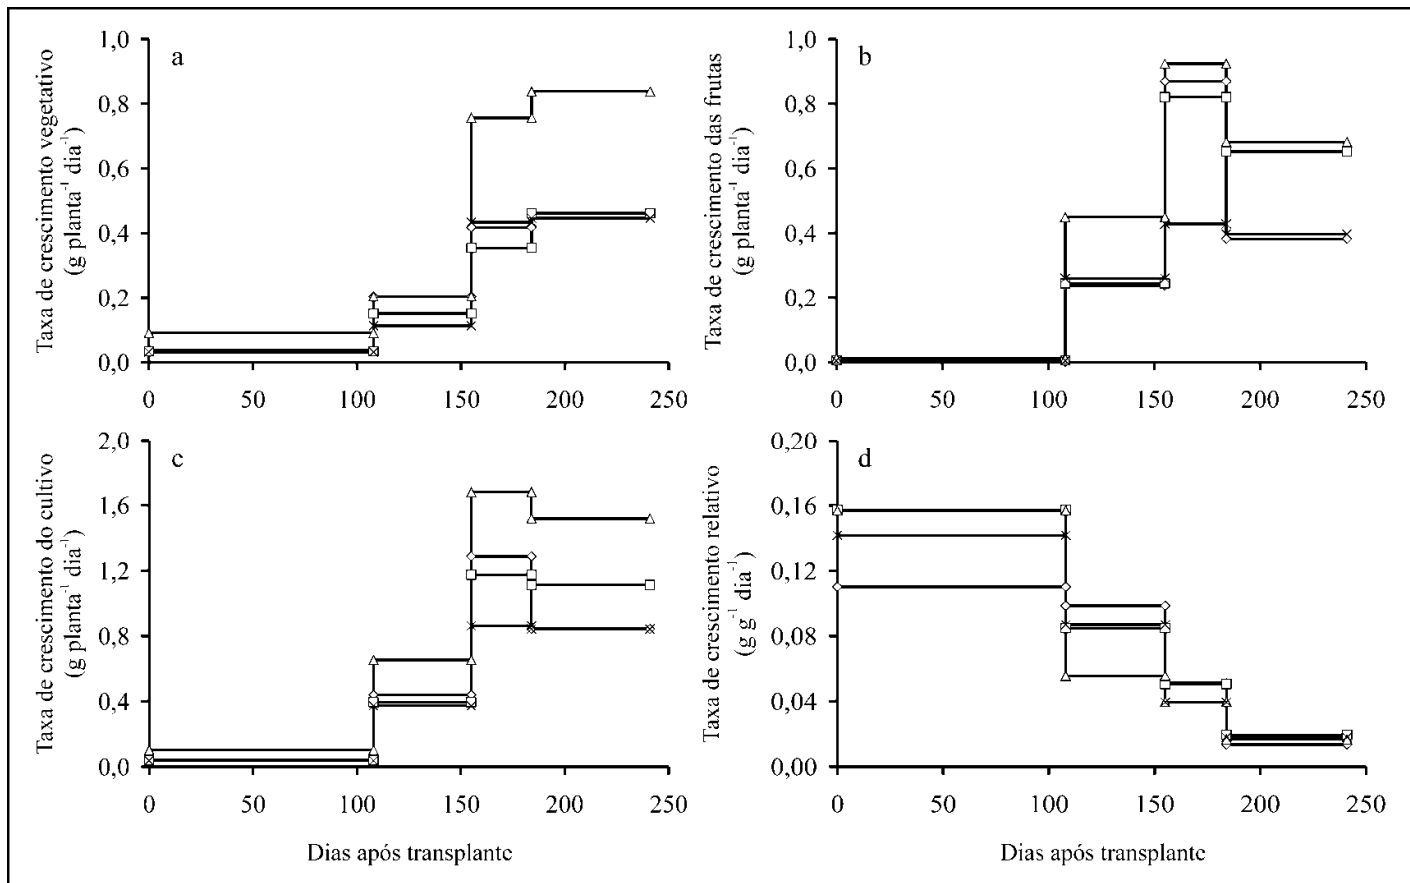 a
Taxa de crescimento vegetativo
(g planta⁻¹ dia⁻¹)
1,0
0,8
0,6
0,4
0,2
0,0
0 50 100 150 200 250
b
Taxa de crescimento das frutas
(g planta⁻¹ dia⁻¹)
1,0
0,8
0,6
0,4
0,2
0,0
0 50 100 150 200 250
c
Taxa de crescimento do cultivo
(g planta⁻¹ dia⁻¹)
2,0
1,6
1,2
0,8
0,4
0,0
0 50 100 150 200 250
Dias após transplante
d
Taxa de crescimento relativo
(g g⁻¹ dia⁻¹)
0,20
0,16
0,12
0,08
0,04
0,00
0 50 100 150 200 250
Dias após transplante